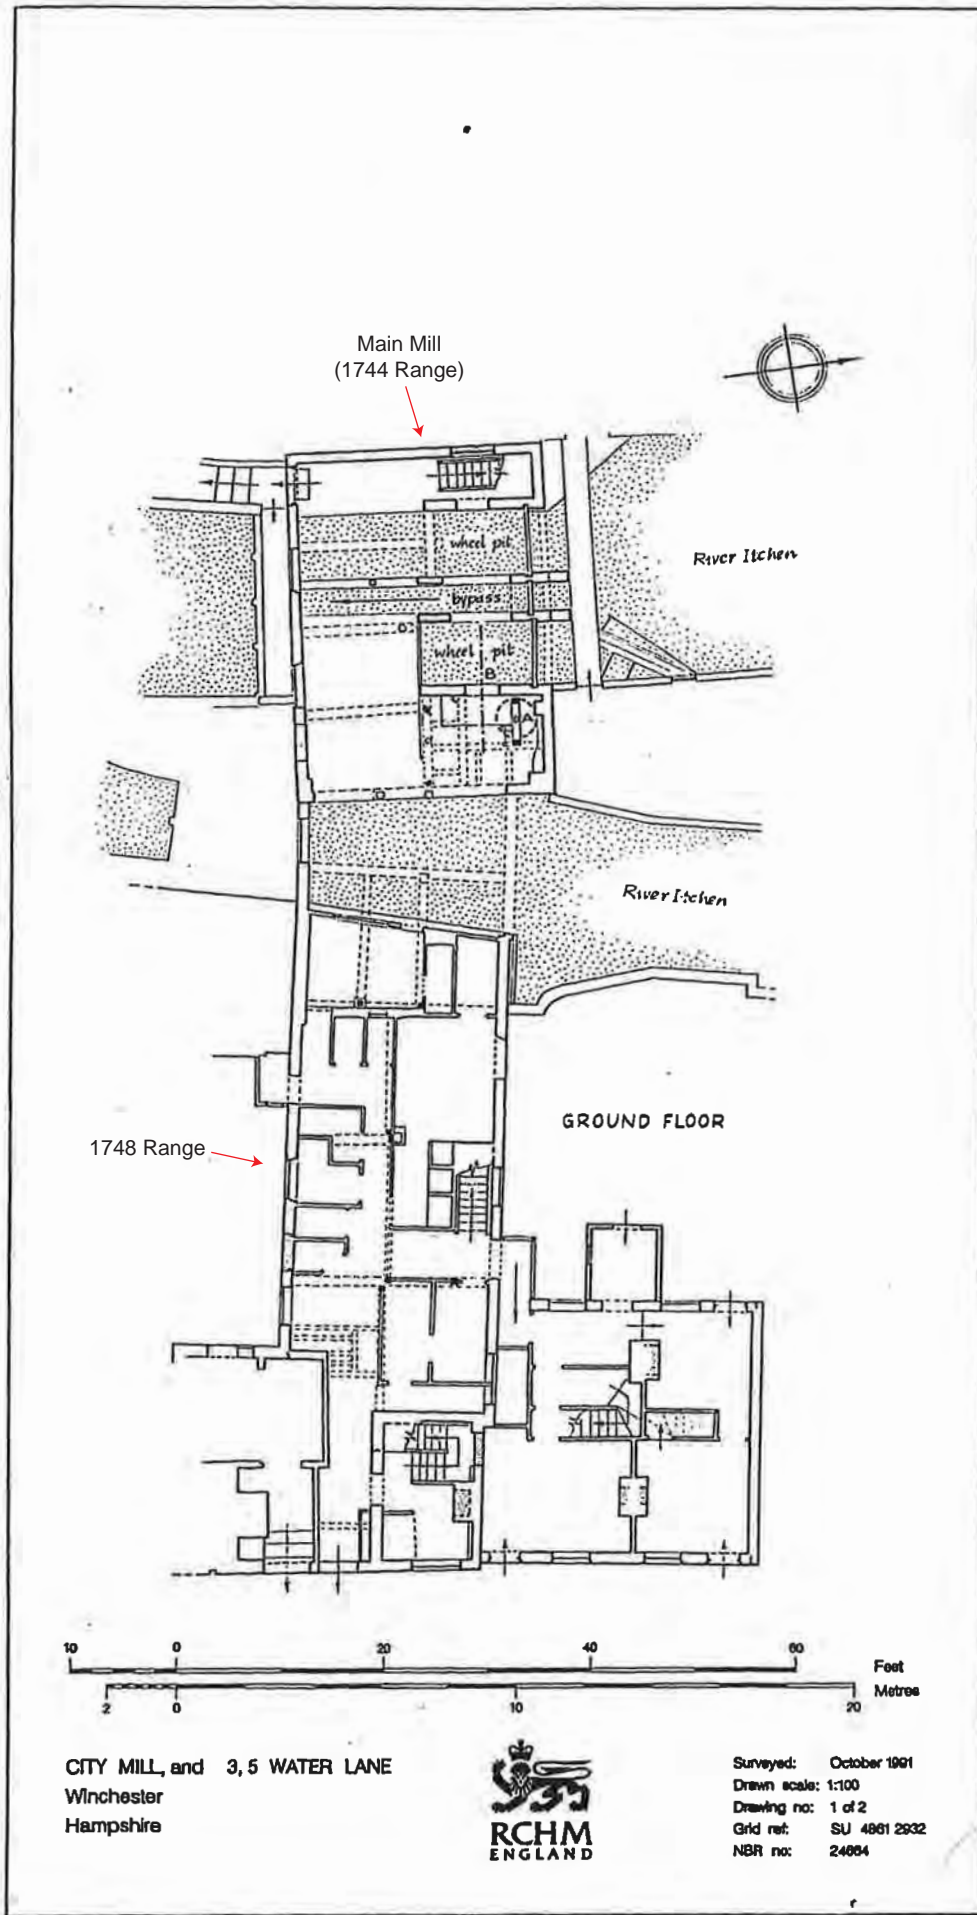 Main Mill
(1744 Range)
wheel pit
River Itchen
bypass
wheel pit
B
A
River Itchen
GROUND FLOOR
1748 Range
10 0 20 40 60
Feet
Metres
2 0 10 20
CITY MILL, and 3, 5 WATER LANE
Winchester
Hampshire
RCHM
ENGLAND
Surveyed: October 1991
Drawn scale: 1:100
Drawing no: 1 of 2
Grid ref: SU 4861 2932
NBR no: 24664